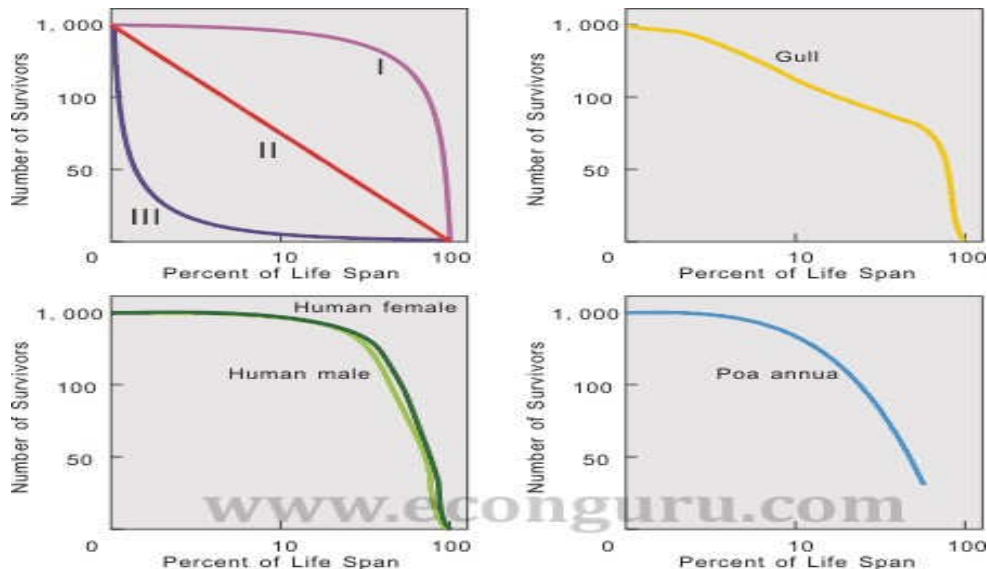 1,000
100
50
0
10
100
Number of Survivors
Percent of Life Span
I
II
III
1,000
100
50
0
10
100
Number of Survivors
Percent of Life Span
Gull
1,000
100
50
0
10
100
Number of Survivors
Percent of Life Span
Human female
Human male
1,000
100
50
0
10
100
Number of Survivors
Percent of Life Span
Poa annua
www.econguru.com